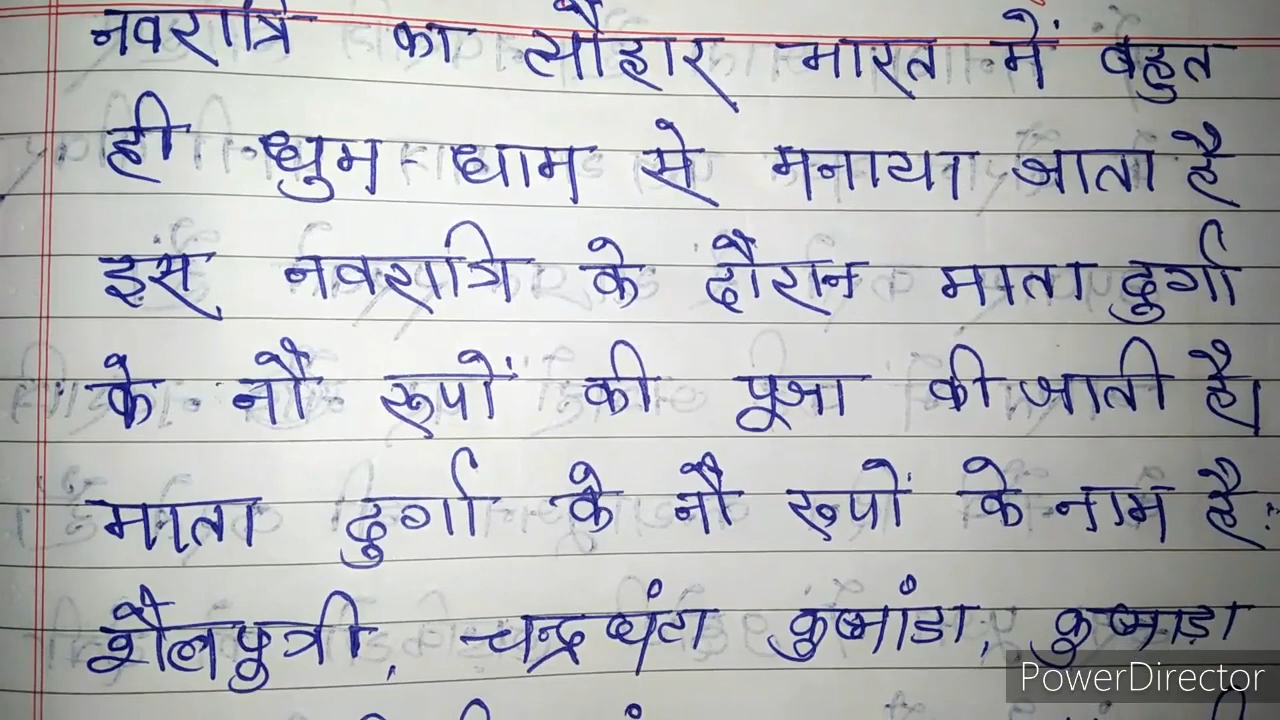 नवरात्रि का त्यौहार भारत में बहुत
ही धुम धाम से मनाया जाता है
इस नवरात्रि के दौरान माता दुर्गा
के नौ रूपों की पूजा की जाती है।
माता दुर्गा के नौ रूपों के नाम है:
शैलपुत्री, चन्द्रघंटा कुष्मांडा, कुष्माडा
PowerDirector